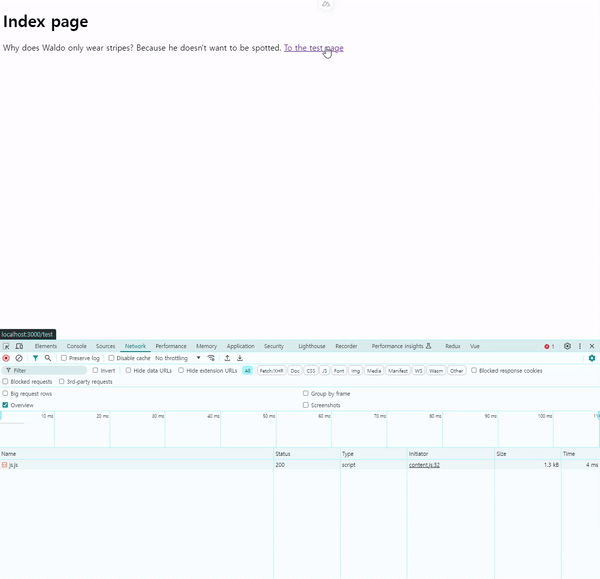 Index page
Why does Waldo only wear stripes? Because he doesn't want to be spotted. To the test page
localhost:3000/test
Elements Console Sources Network Performance Memory Application Security Lighthouse Recorder Performance insights Redux Vue 1
Preserve log Disable cache No throttling
Filter Invert Hide data URLs Hide extension URLs All Fetch/XHR Doc CSS JS Font Img Media Manifest WS Wasm Other Blocked response cookies
Blocked requests 3rd-party requests
Big request rows Group by frame
Overview Screenshots
10 ms 20 ms 30 ms 40 ms 50 ms 60 ms 70 ms 80 ms 90 ms 100 ms
Name Status Type Initiator Size Time
js.js 200 script content.js:32 1.3 kB 4 ms